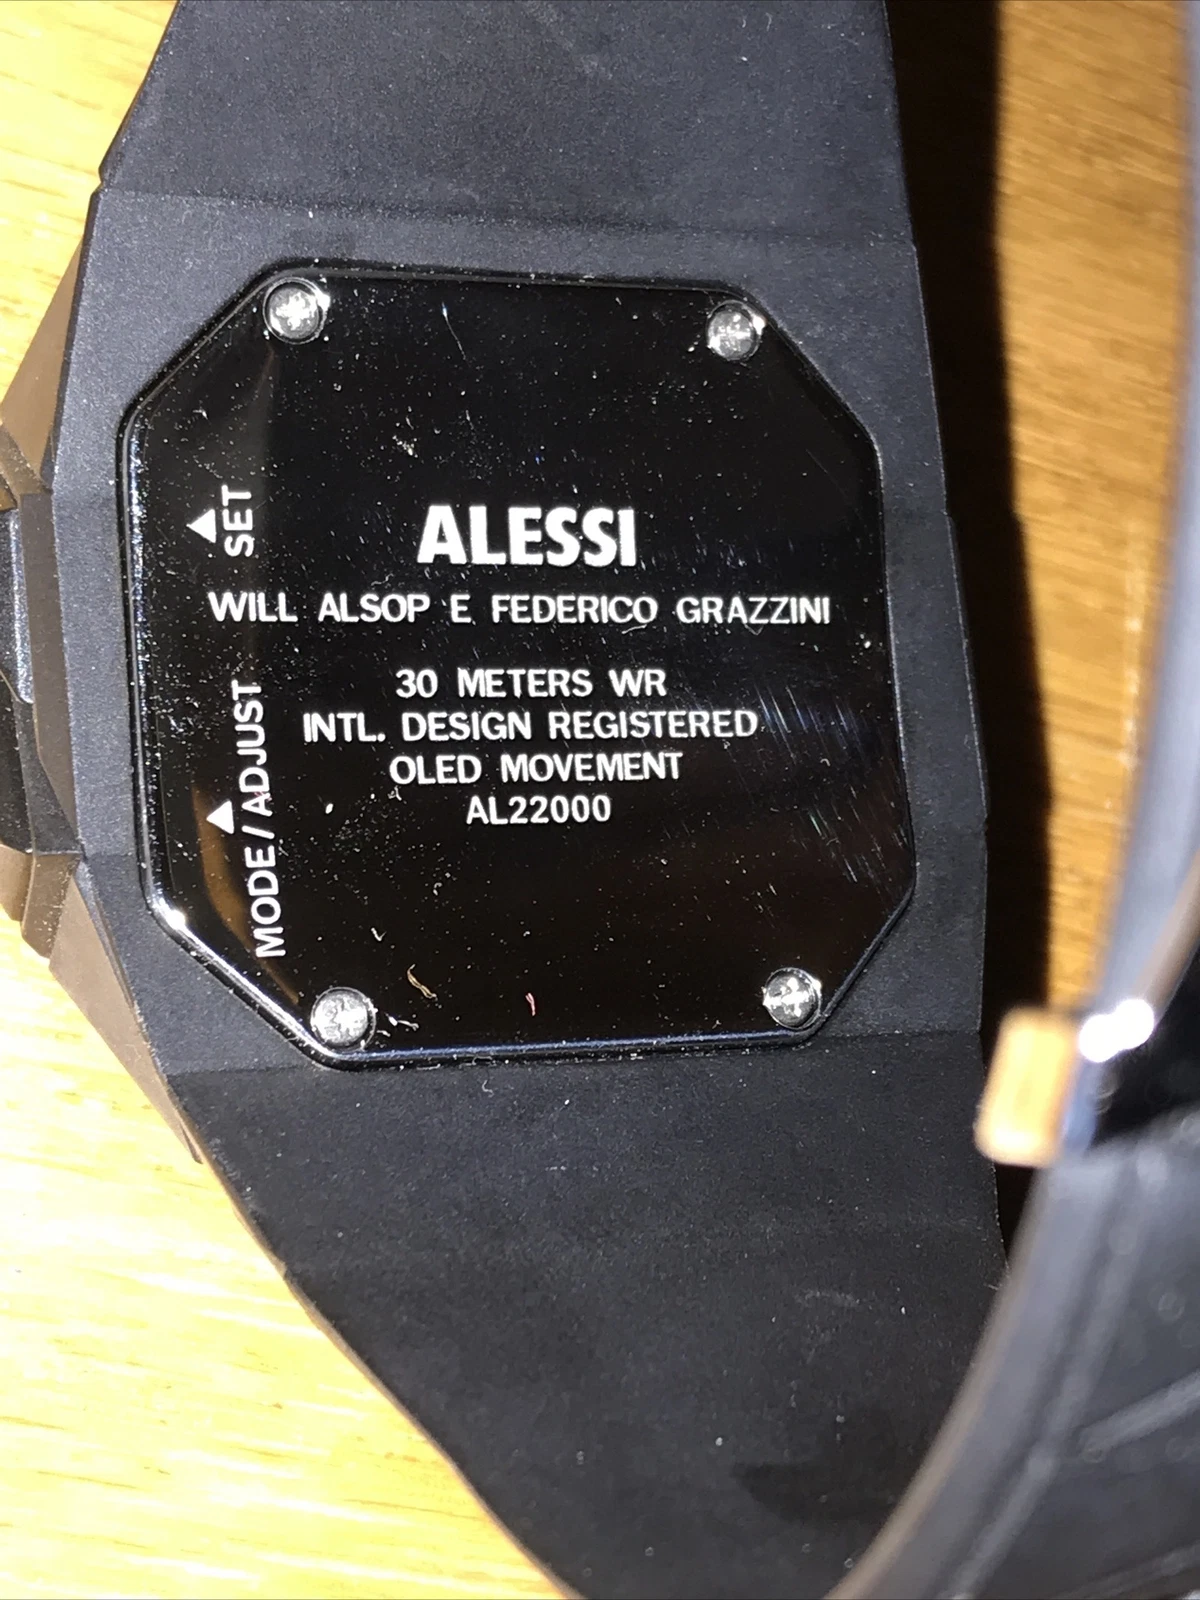 ALESSI
WILL ALSOP E FEDERICO GRAZZINI
30 METERS WR
INTL. DESIGN REGISTERED
OLED MOVEMENT
AL22000
▲
SET
▲
MODE/ADJUST